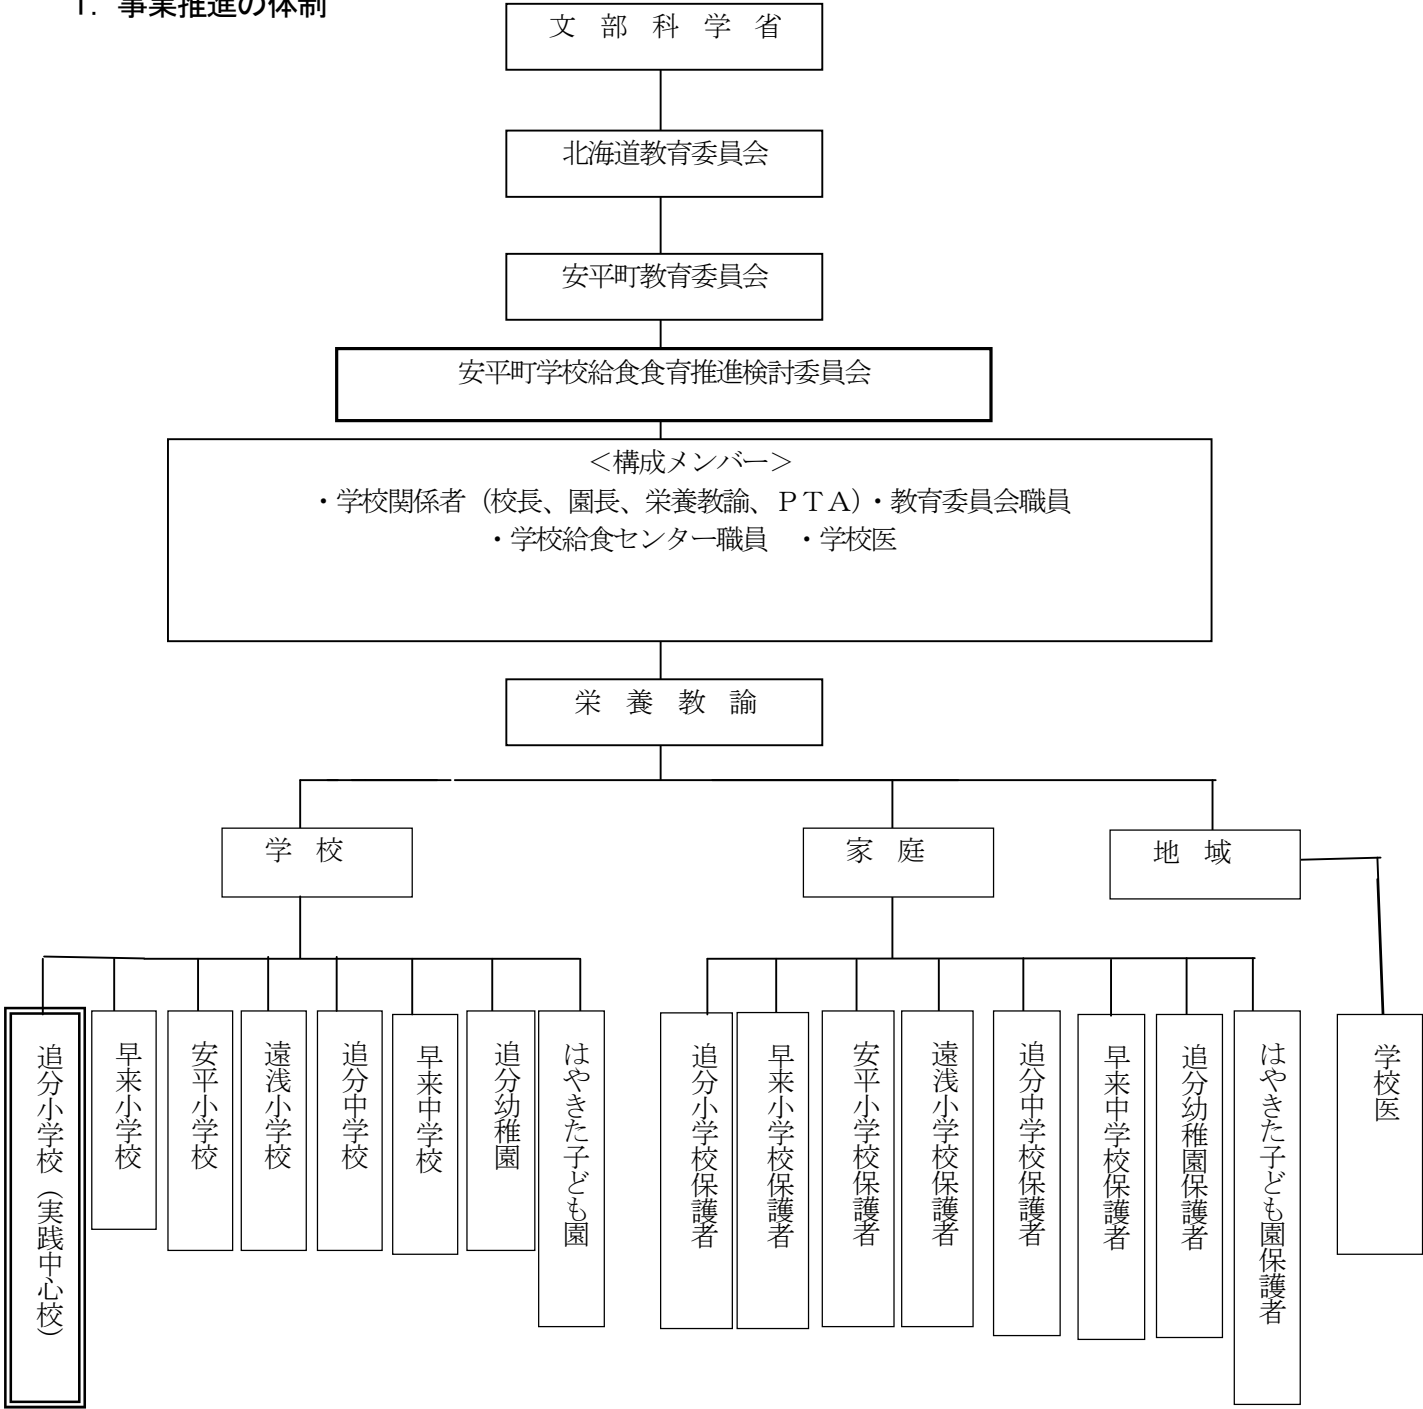 1. 事業推進の体制
文　部　科　学　省
北海道教育委員会
安平町教育委員会
安平町学校給食食育推進検討委員会
＜構成メンバー＞
・学校関係者（校長、園長、栄養教諭、ＰＴＡ）・教育委員会職員
・学校給食センター職員　・学校医
栄　養　教　諭
学　校
家　庭
地　域
追分小学校（実践中心校）
早来小学校
安平小学校
遠浅小学校
追分中学校
早来中学校
追分幼稚園
はやきた子ども園
追分小学校保護者
早来小学校保護者
安平小学校保護者
遠浅小学校保護者
追分中学校保護者
早来中学校保護者
追分幼稚園保護者
はやきた子ども園保護者
学校医